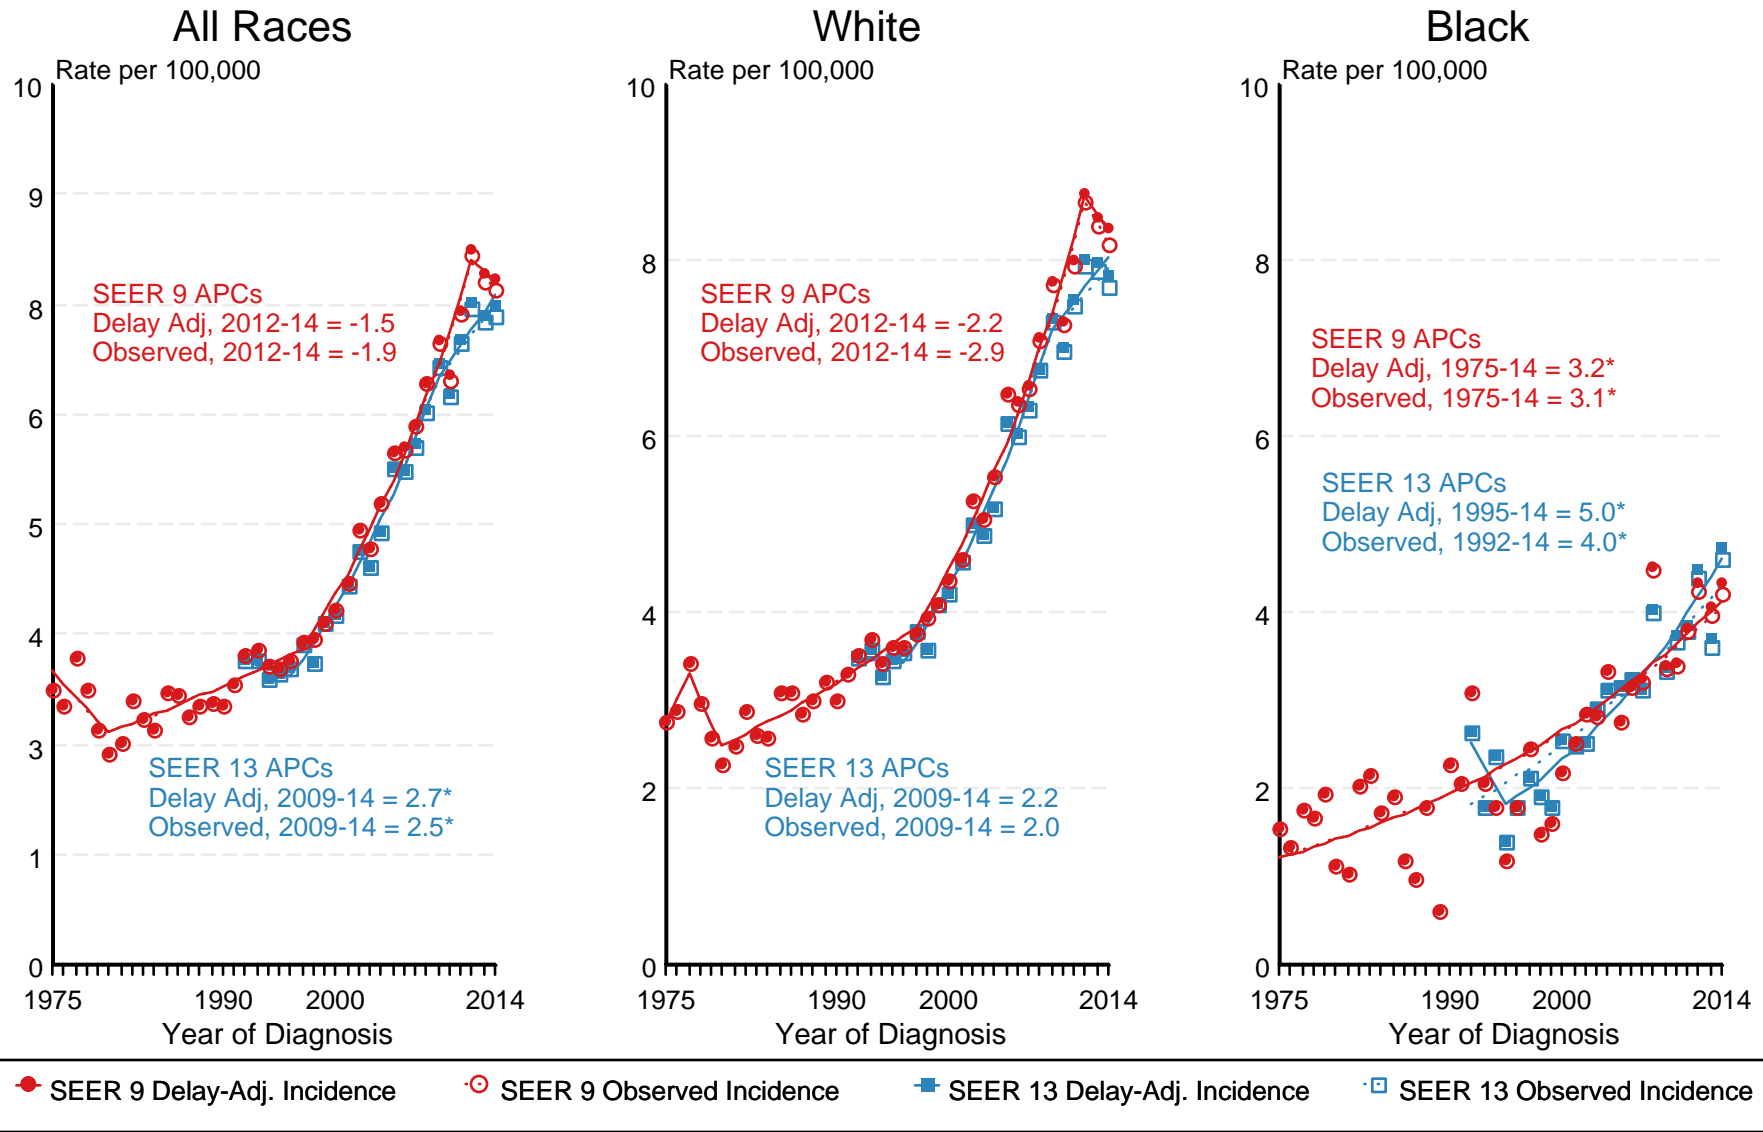 All Races
White
Black
Rate per 100,000
Rate per 100,000
Rate per 100,000
10
9
8
6
5
4
3
1
0
SEER 9 APCs
Delay Adj, 2012-14 = -1.5
Observed, 2012-14 = -1.9
SEER 13 APCs
Delay Adj, 2009-14 = 2.7*
Observed, 2009-14 = 2.5*
1975
1990
2000
2014
Year of Diagnosis
10
8
6
4
2
0
SEER 9 APCs
Delay Adj, 2012-14 = -2.2
Observed, 2012-14 = -2.9
SEER 13 APCs
Delay Adj, 2009-14 = 2.2
Observed, 2009-14 = 2.0
1975
1990
2000
2014
Year of Diagnosis
10
8
6
4
2
0
SEER 9 APCs
Delay Adj, 1975-14 = 3.2*
Observed, 1975-14 = 3.1*
SEER 13 APCs
Delay Adj, 1995-14 = 5.0*
Observed, 1992-14 = 4.0*
1975
1990
2000
2014
Year of Diagnosis
SEER 9 Delay-Adj. Incidence
SEER 9 Observed Incidence
SEER 13 Delay-Adj. Incidence
SEER 13 Observed Incidence